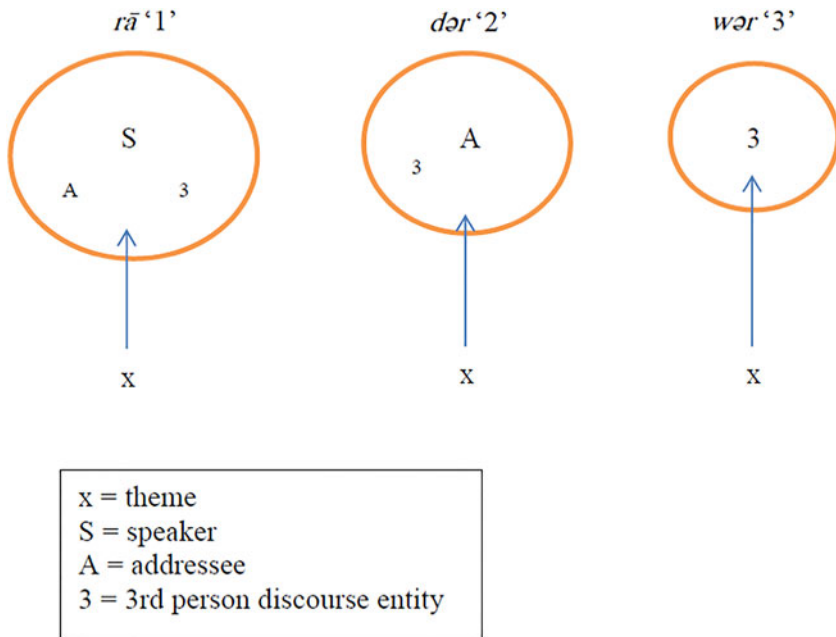 rā ‘1’ dər ‘2’ wər ‘3’
S A 3
A 3 3
x x x
x = theme
S = speaker
A = addressee
3 = 3rd person discourse entity